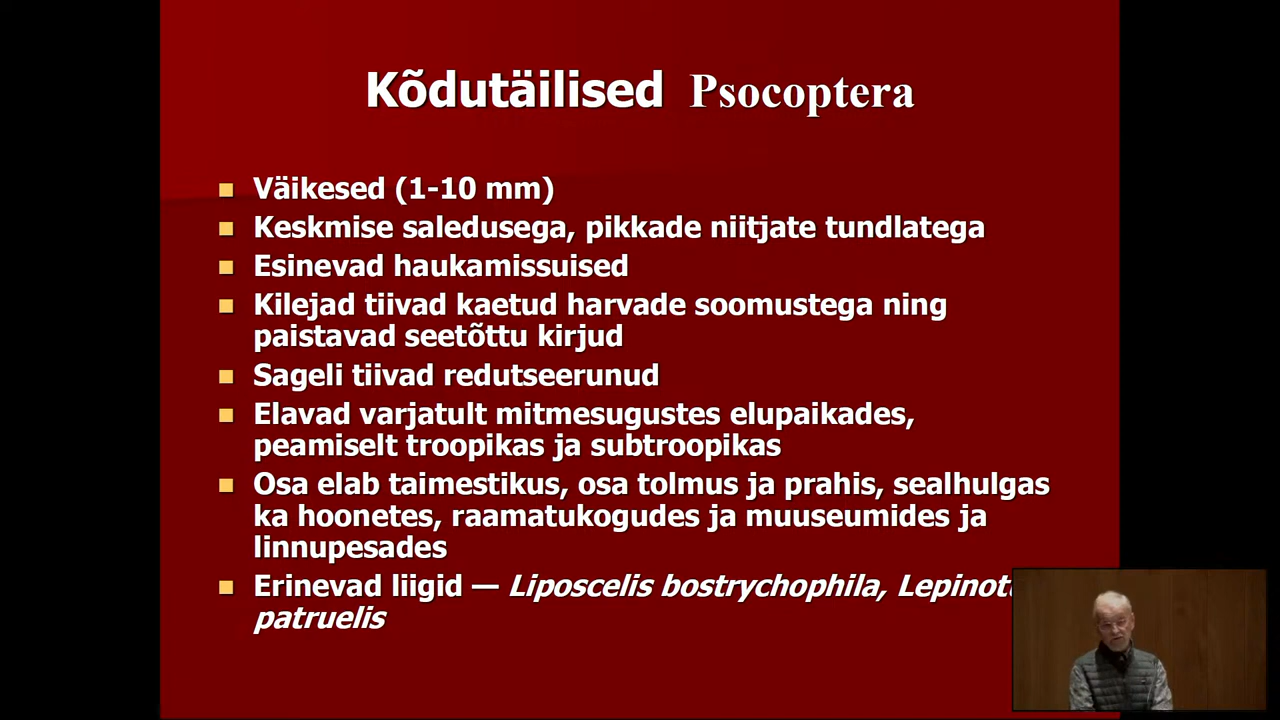 Kõdutäilised Psocoptera
Väikesed (1-10 mm)
Keskmise saledusega, pikkade niitjate tundlatega
Esinevad haukamissuised
Kilejad tiivad kaetud harvade soomustega ning
paistavad seetõttu kirjud
Sageli tiivad redutseerunud
Elavad varjatult mitmesugustes elupaikades,
peamiselt troopikas ja subtroopikas
Osa elab taimestikus, osa tolmus ja prahis, sealhulgas
ka hoonetes, raamatukogudes ja muuseumides ja
linnupesades
Erinevad liigid — Liposcelis bostrychophila,
patruelis